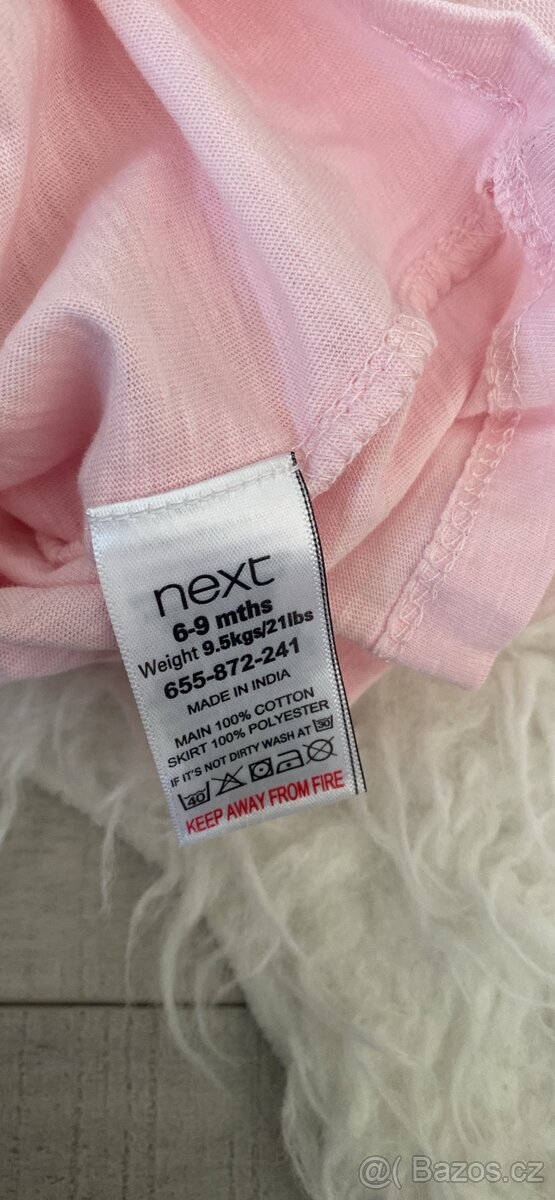 next
6-9 mths
Weight 9.5kgs/21lbs
655-872-241
MADE IN INDIA
MAIN 100% COTTON
SKIRT 100% POLYESTER
IF IT'S NOT DIRTY WASH AT 30
40
KEEP AWAY FROM FIRE
@( Bazos.cz